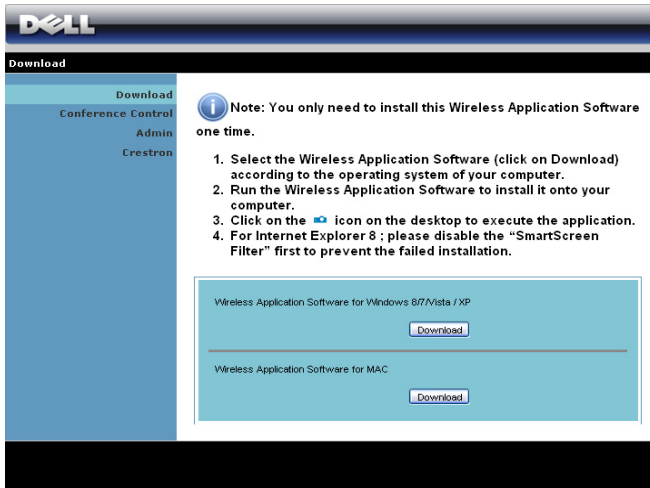 DELL
Download
Download
Conference Control
Admin
Crestron
Note: You only need to install this Wireless Application Software
one time.
1. Select the Wireless Application Software (click on Download)
according to the operating system of your computer.
2. Run the Wireless Application Software to install it onto your
computer.
3. Click on the icon on the desktop to execute the application.
4. For Internet Explorer 8 ; please disable the “SmartScreen
Filter” first to prevent the failed installation.
Wireless Application Software for Windows 8/7/Vista / XP
Download
Wireless Application Software for MAC
Download